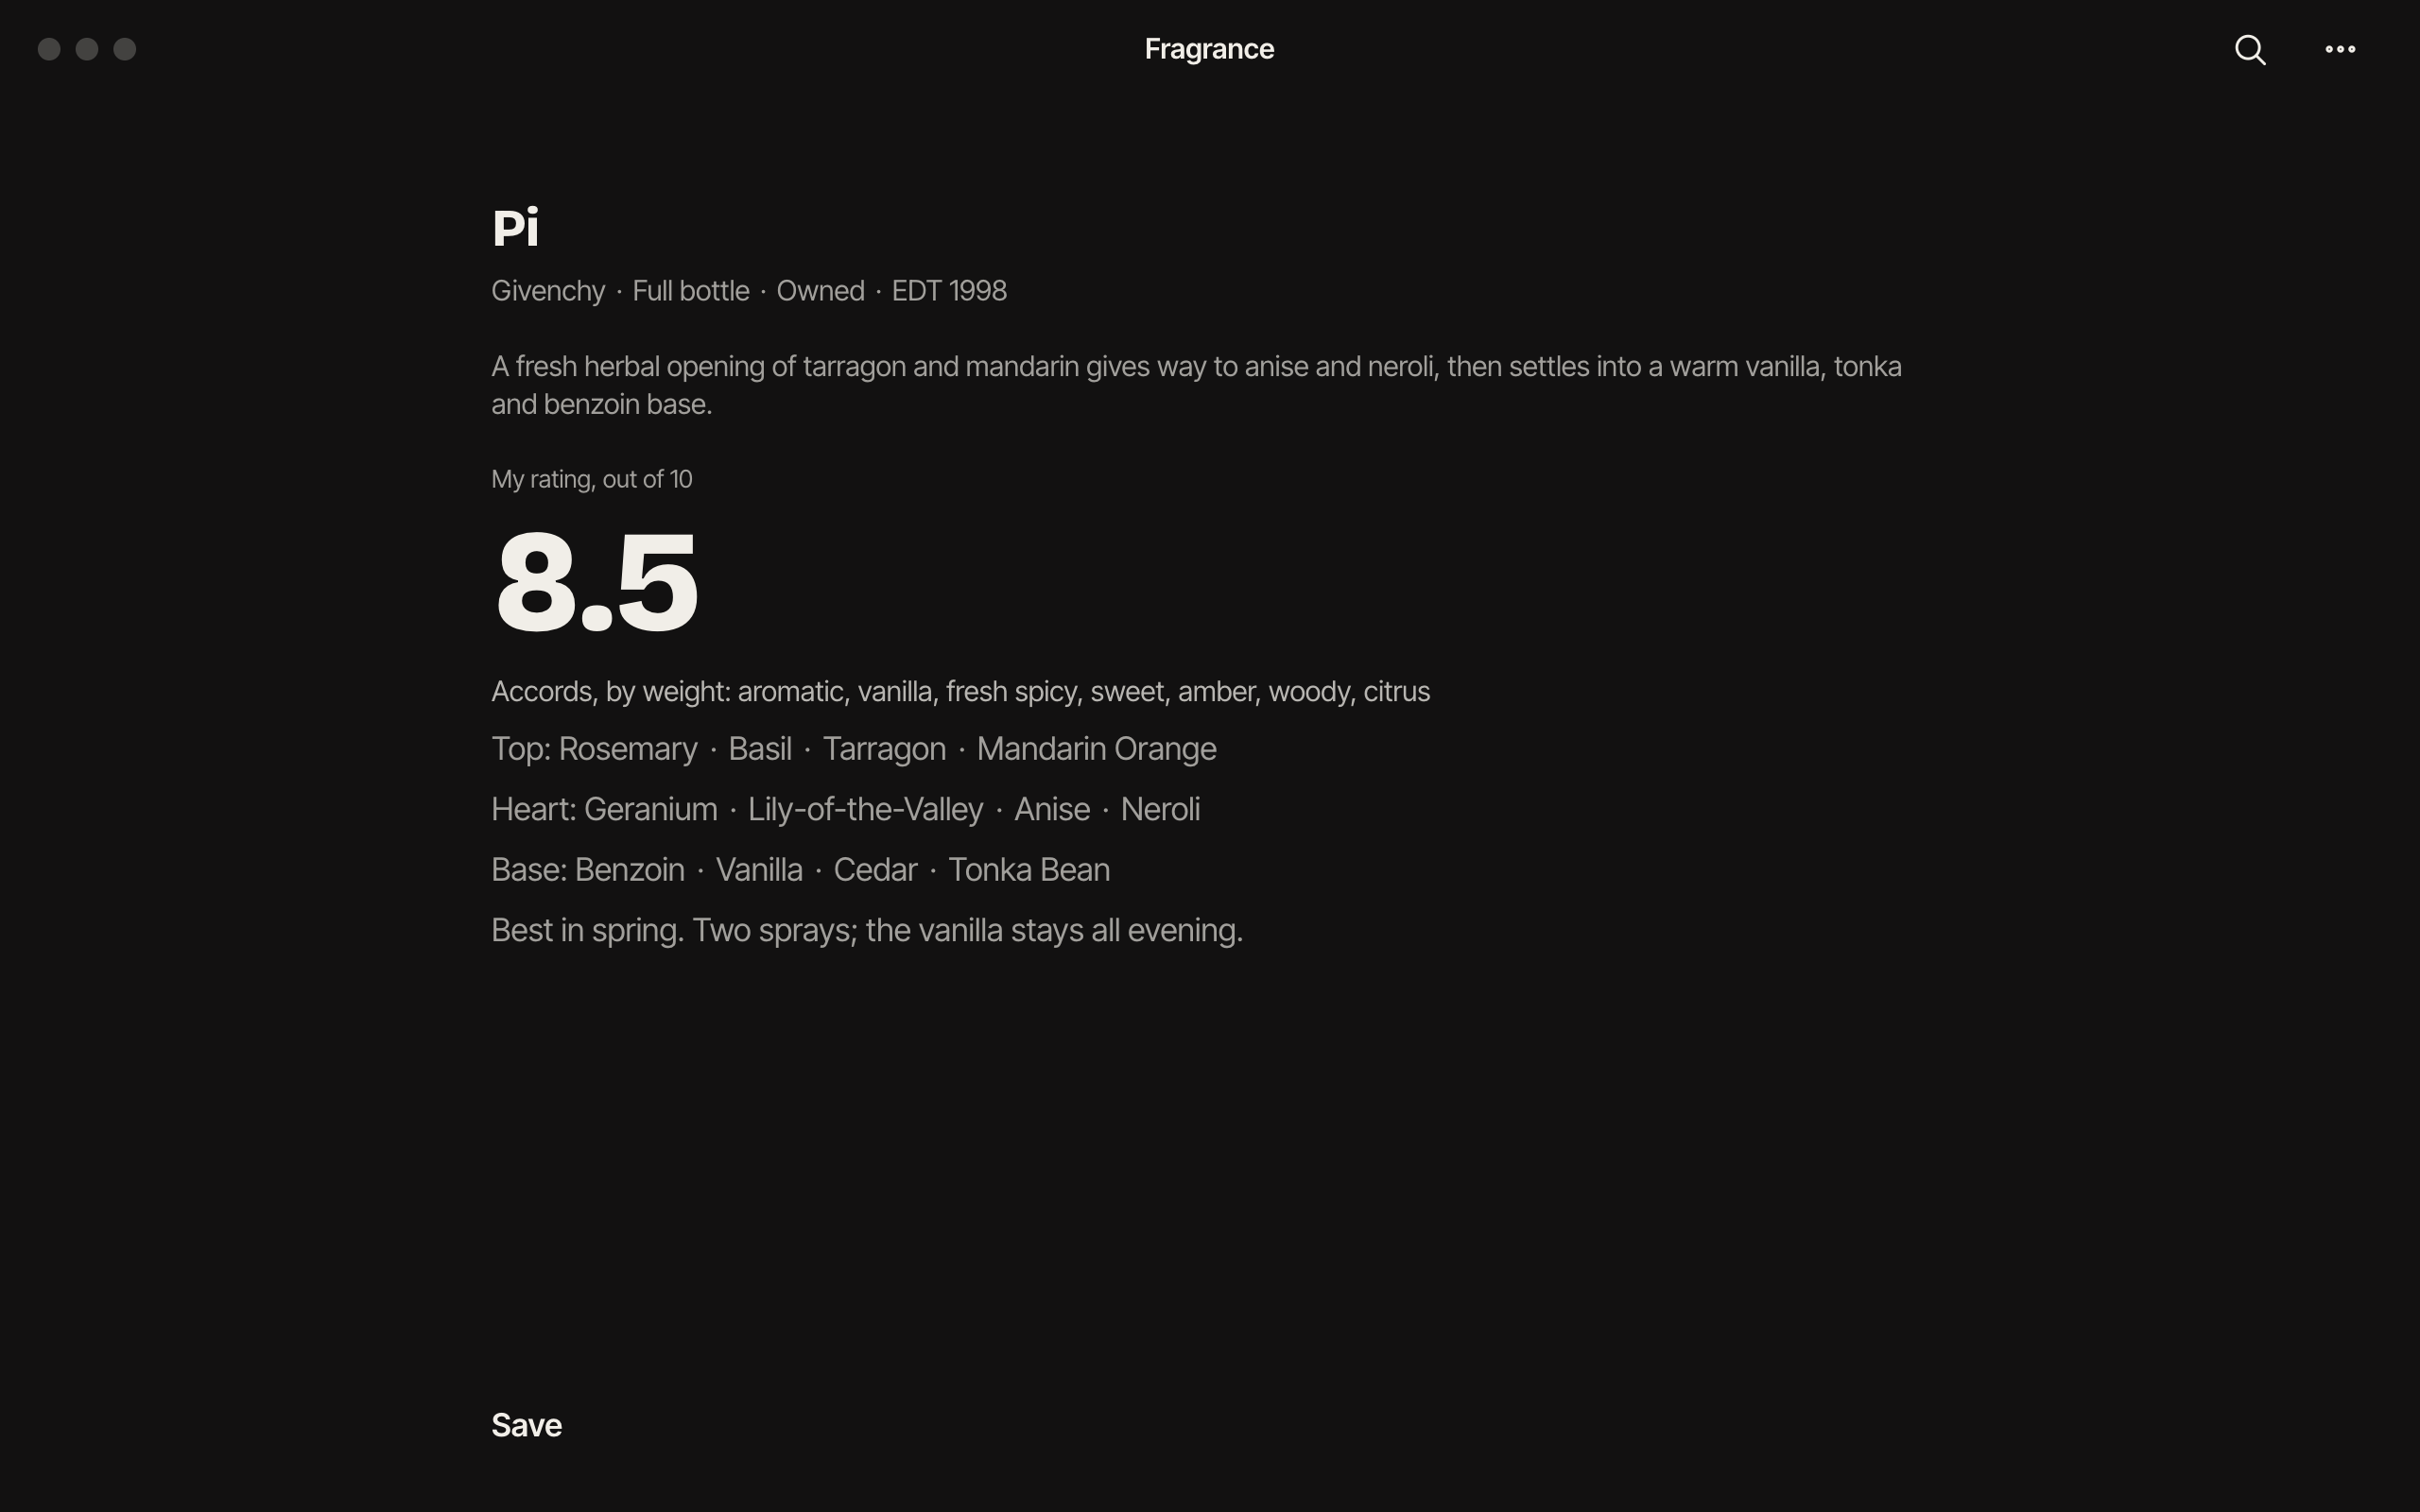 Fragrance
Pi
Givenchy · Full bottle · Owned · EDT 1998
A fresh herbal opening of tarragon and mandarin gives way to anise and neroli, then settles into a warm vanilla, tonka
and benzoin base.
My rating, out of 10
8.5
Accords, by weight: aromatic, vanilla, fresh spicy, sweet, amber, woody, citrus
Top: Rosemary · Basil · Tarragon · Mandarin Orange
Heart: Geranium · Lily-of-the-Valley · Anise · Neroli
Base: Benzoin · Vanilla · Cedar · Tonka Bean
Best in spring. Two sprays; the vanilla stays all evening.
Save